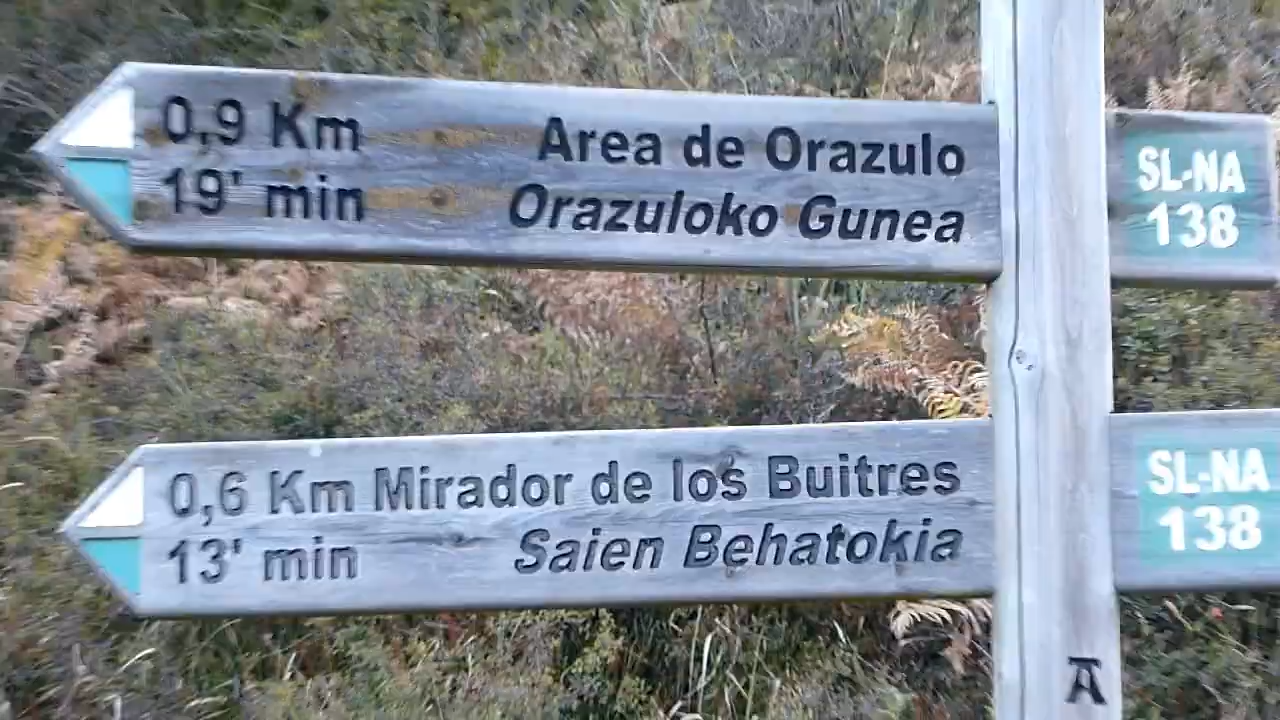 0,9 Km Area de Orazulo
19' min Orazuloko Gunea
SL-NA
138
0,6 Km Mirador de los Buitres
13' min Saien Behatokia
SL-NA
138